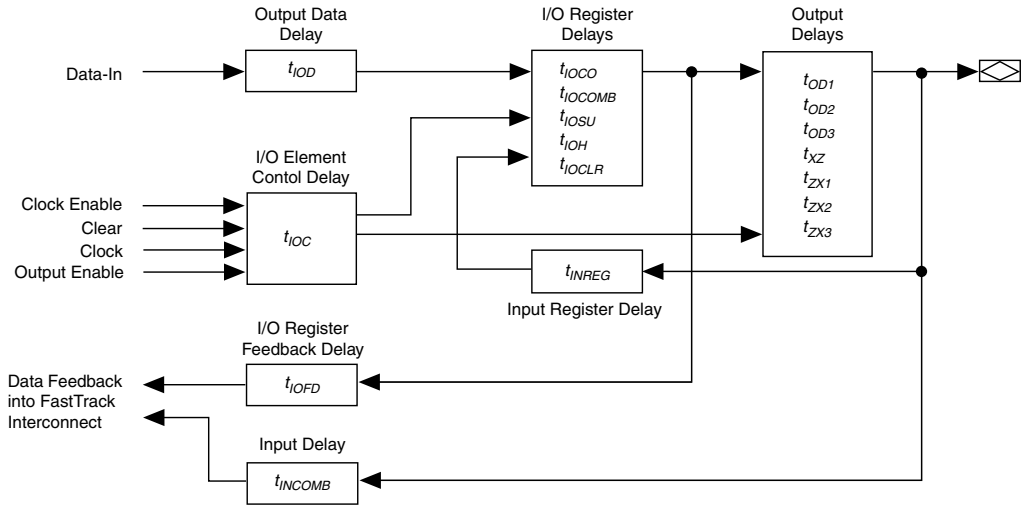 Output Data
Delay
I/O Register
Delays
Output
Delays
Data-In
tIOD
tIOCO
tIOCOMB
tIOSU
tIOH
tIOCLR
tOD1
tOD2
tOD3
tXZ
tZX1
tZX2
tZX3
I/O Element
Contol Delay
Clock Enable
Clear
Clock
Output Enable
tIOC
tINREG
Input Register Delay
I/O Register
Feedback Delay
tIOFD
Data Feedback
into FastTrack
Interconnect
Input Delay
tINCOMB